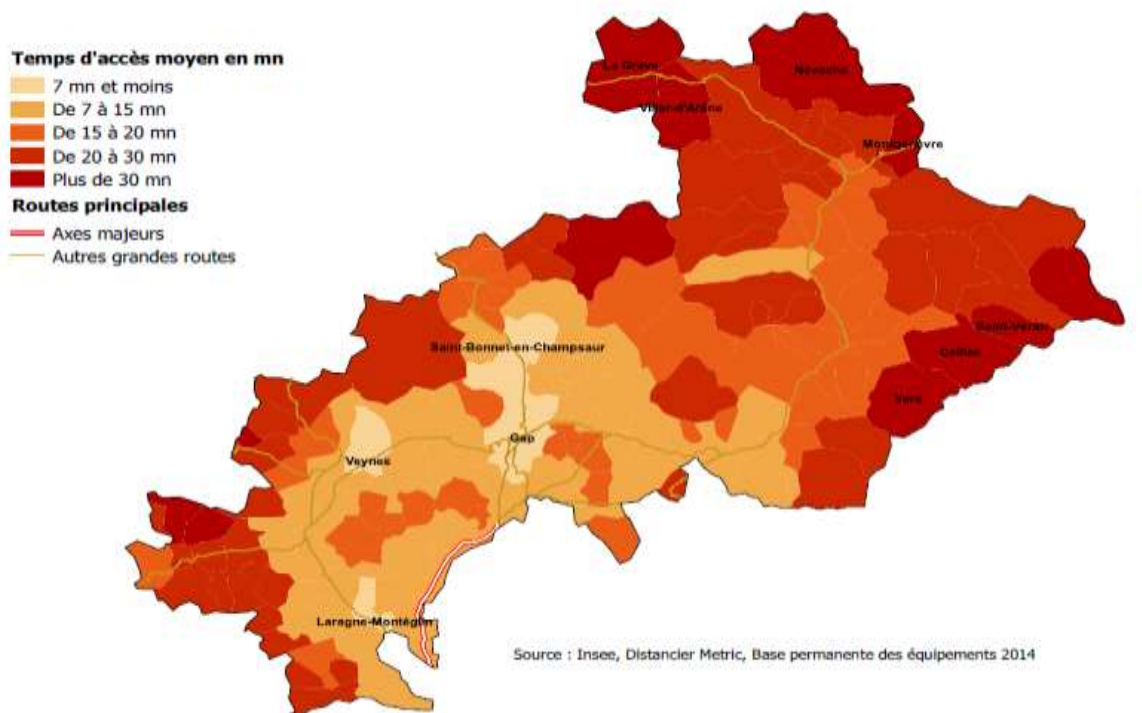 Temps d'accès moyen en mn
7 mn et moins
De 7 à 15 mn
De 15 à 20 mn
De 20 à 30 mn
Plus de 30 mn
Routes principales
Axes majeurs
Autres grandes routes
La Grave
Névache
Villar-d'Arêne
Montgenèvre
Saint-Véran
Ceillac
Vars
Saint-Bonnet-en-Champsaur
Gap
Veynes
Laragne-Montéglin
Source : Insee, Distancier Metric, Base permanente des équipements 2014